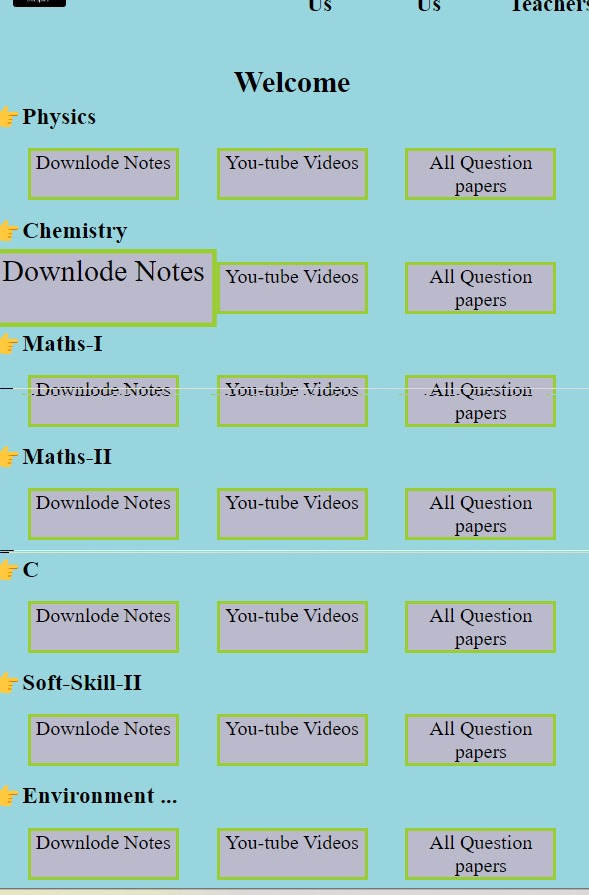 Us Us Teachers
Welcome
👉Physics
Downlode Notes You-tube Videos All Question
papers
👉Chemistry
Downlode Notes You-tube Videos All Question
papers
👉Maths-I
Downlode Notes You-tube Videos All Question
papers
👉Maths-II
Downlode Notes You-tube Videos All Question
papers
👉C
Downlode Notes You-tube Videos All Question
papers
👉Soft-Skill-II
Downlode Notes You-tube Videos All Question
papers
👉Environment ...
Downlode Notes You-tube Videos All Question
papers